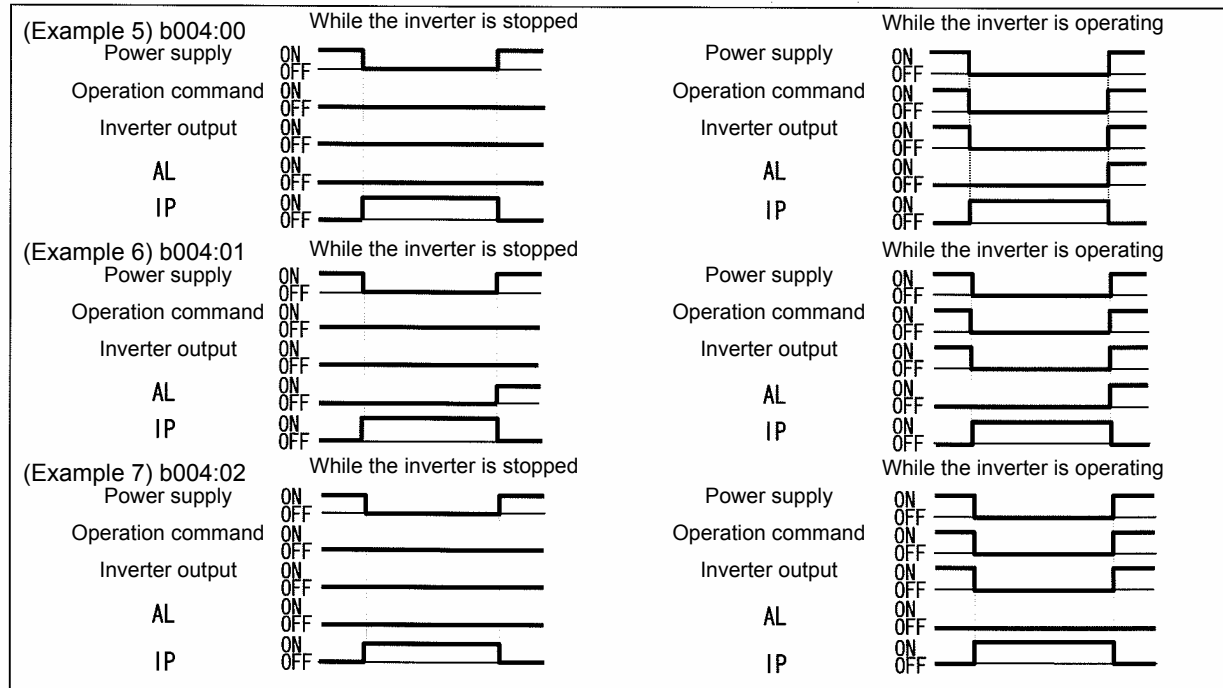 (Example 5) b004:00
While the inverter is stopped
While the inverter is operating
Power supply ON OFF Power supply ON OFF
Operation command ON OFF Operation command ON OFF
Inverter output ON OFF Inverter output ON OFF
AL ON OFF AL ON OFF
IP ON OFF IP ON OFF
(Example 6) b004:01
While the inverter is stopped
While the inverter is operating
Power supply ON OFF Power supply ON OFF
Operation command ON OFF Operation command ON OFF
Inverter output ON OFF Inverter output ON OFF
AL ON OFF AL ON OFF
IP ON OFF IP ON OFF
(Example 7) b004:02
While the inverter is stopped
While the inverter is operating
Power supply ON OFF Power supply ON OFF
Operation command ON OFF Operation command ON OFF
Inverter output ON OFF Inverter output ON OFF
AL ON OFF AL ON OFF
IP ON OFF IP ON OFF